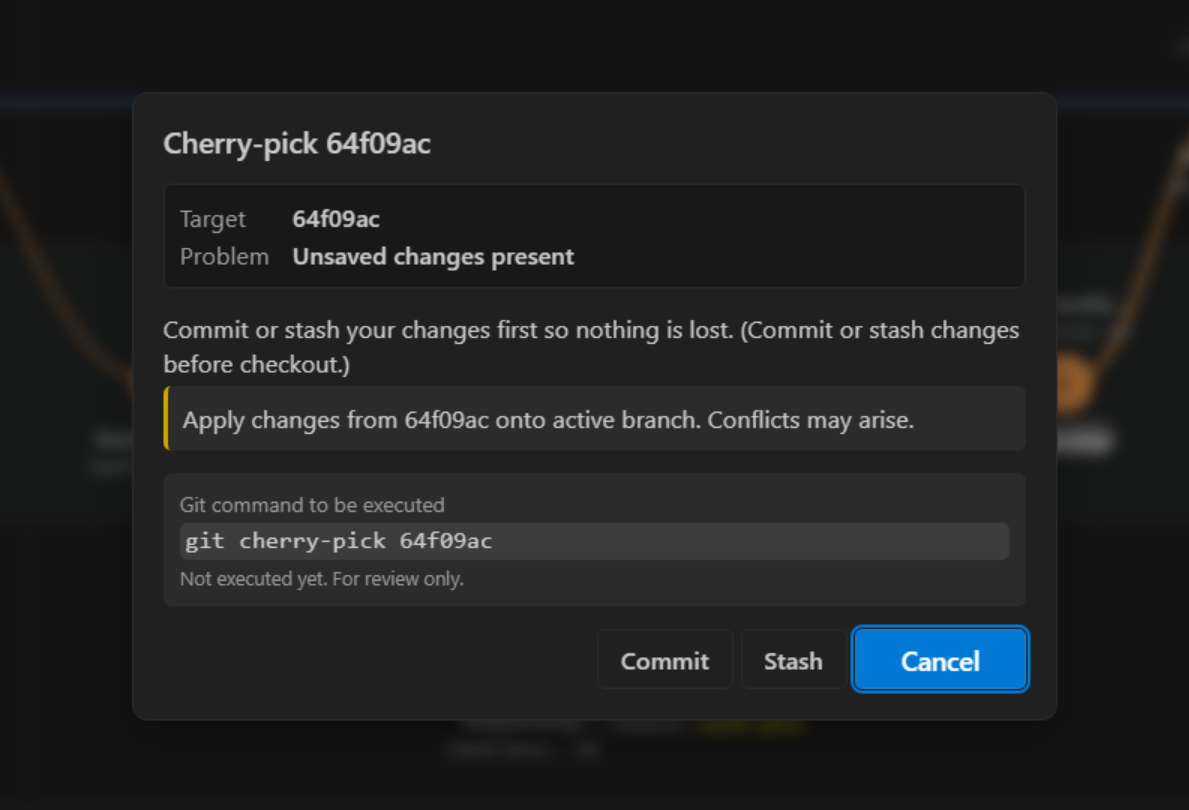 Cherry-pick 64f09ac
Target 64f09ac
Problem Unsaved changes present
Commit or stash your changes first so nothing is lost. (Commit or stash changes
before checkout.)
Apply changes from 64f09ac onto active branch. Conflicts may arise.
Git command to be executed
git cherry-pick 64f09ac
Not executed yet. For review only.
Commit Stash Cancel